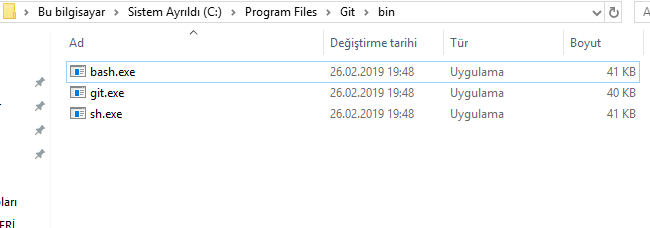 Bu bilgisayar > Sistem Ayrıldı (C:) > Program Files > Git > bin
Ad Değiştirme tarihi Tür Boyut
bash.exe 26.02.2019 19:48 Uygulama 41 KB
git.exe 26.02.2019 19:48 Uygulama 40 KB
sh.exe 26.02.2019 19:48 Uygulama 41 KB